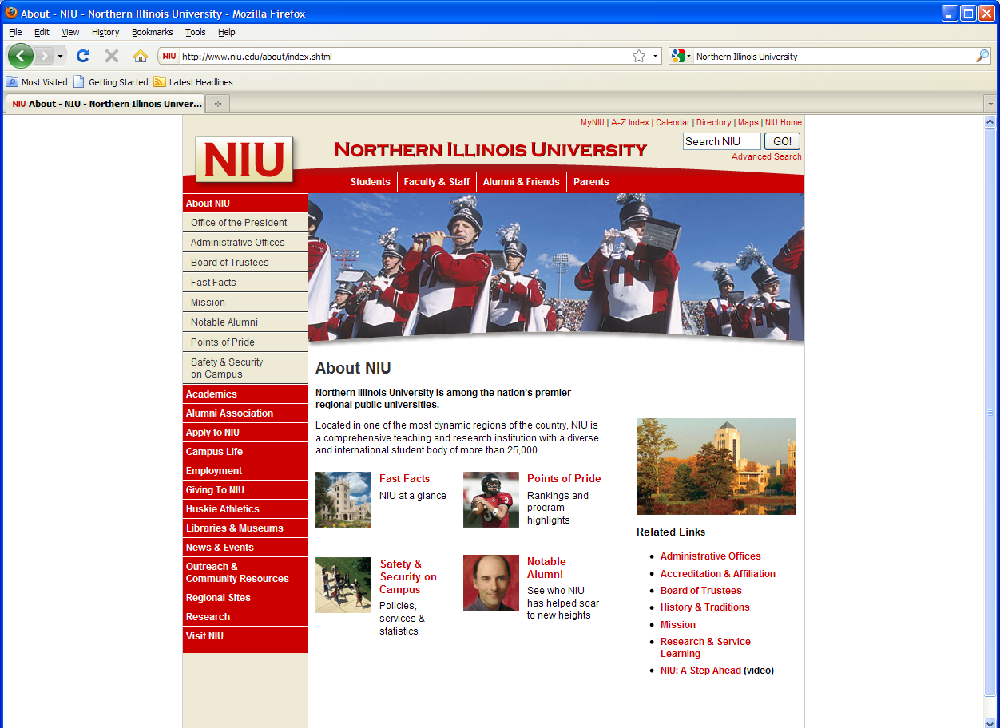 About - NIU - Northern Illinois University - Mozilla Firefox
File Edit View History Bookmarks Tools Help
NIU http://www.niu.edu/about/index.shtml
Northern Illinois University
Most Visited Getting Started Latest Headlines
NIU About - NIU - Northern Illinois Univer...
MyNIU | A-Z Index | Calendar | Directory | Maps | NIU Home
NIU
NORTHERN ILLINOIS UNIVERSITY
Search NIU GO!
Advanced Search
Students Faculty & Staff Alumni & Friends Parents
About NIU
Office of the President
Administrative Offices
Board of Trustees
Fast Facts
Mission
Notable Alumni
Points of Pride
Safety & Security
on Campus
Academics
Alumni Association
Apply to NIU
Campus Life
Employment
Giving To NIU
Huskie Athletics
Libraries & Museums
News & Events
Outreach &
Community Resources
Regional Sites
Research
Visit NIU
About NIU
Northern Illinois University is among the nation's premier
regional public universities.
Located in one of the most dynamic regions of the country, NIU is
a comprehensive teaching and research institution with a diverse
and international student body of more than 25,000.
Fast Facts
NIU at a glance
Points of Pride
Rankings and
program
highlights
3
Safety &
Security on
Campus
Policies,
services &
statistics
Notable
Alumni
See who NIU
has helped soar
to new heights
Related Links
Administrative Offices
Accreditation & Affiliation
Board of Trustees
History & Traditions
Mission
Research & Service
Learning
NIU: A Step Ahead (video)